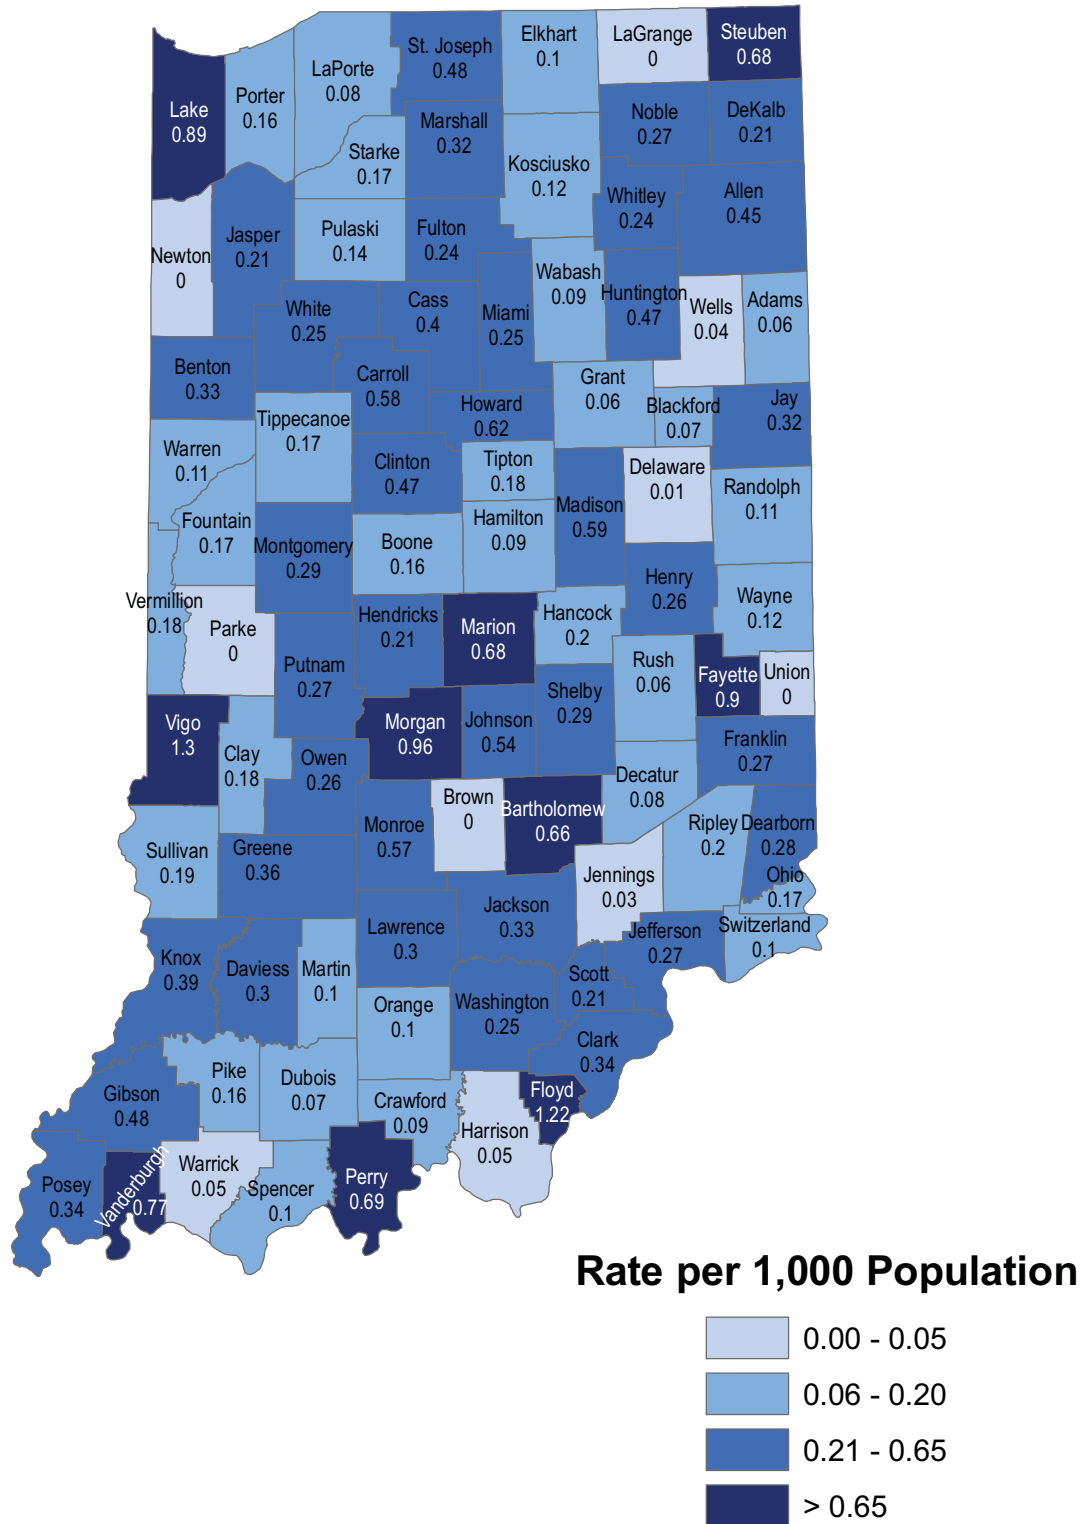 Steuben
0.68
LaGrange
0
Elkhart
0.1
St. Joseph
0.48
LaPorte
0.08
Porter
0.16
Lake
0.89
Noble
0.27
DeKalb
0.21
Marshall
0.32
Starke
0.17
Kosciusko
0.12
Whitley
0.24
Allen
0.45
Newton
0
Jasper
0.21
Pulaski
0.14
Fulton
0.24
Wabash
0.09
Huntington
0.47
Wells
0.04
Adams
0.06
White
0.25
Cass
0.4
Miami
0.25
Benton
0.33
Carroll
0.58
Grant
0.06
Blackford
0.07
Jay
0.32
Howard
0.62
Tippecanoe
0.17
Warren
0.11
Clinton
0.47
Tipton
0.18
Delaware
0.01
Randolph
0.11
Madison
0.59
Hamilton
0.09
Fountain
0.17
Montgomery
0.29
Boone
0.16
Henry
0.26
Wayne
0.12
Vermillion
0.18
Parke
0
Hendricks
0.21
Marion
0.68
Hancock
0.2
Rush
0.06
Fayette
0.9
Union
0
Putnam
0.27
Shelby
0.29
Vigo
1.3
Morgan
0.96
Johnson
0.54
Franklin
0.27
Clay
0.18
Owen
0.26
Decatur
0.08
Brown
0
Bartholomew
0.66
Monroe
0.57
Ripley
0.2
Dearborn
0.28
Sullivan
0.19
Greene
0.36
Jennings
0.03
Ohio
0.17
Jackson
0.33
Lawrence
0.3
Jefferson
0.27
Switzerland
0.1
Knox
0.39
Daviess
0.3
Martin
0.1
Scott
0.21
Orange
0.1
Washington
0.25
Clark
0.34
Pike
0.16
Dubois
0.07
Gibson
0.48
Crawford
0.09
Floyd
1.22
Harrison
0.05
Warrick
0.05
Perry
0.69
Posey
0.34
Vanderburgh
0.77
Spencer
0.1
Rate per 1,000 Population
0.00 - 0.05
0.06 - 0.20
0.21 - 0.65
> 0.65